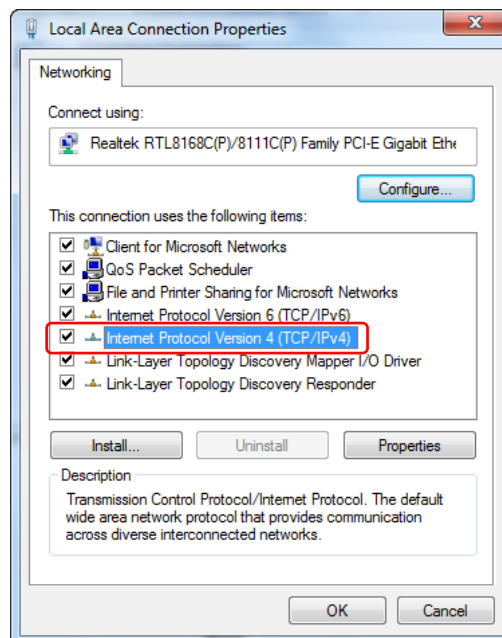 Local Area Connection Properties
Networking
Connect using:
Realtek RTL8168C(P)/8111C(P) Family PCI-E Gigabit Ethe
Configure...
This connection uses the following items:
Client for Microsoft Networks
QoS Packet Scheduler
File and Printer Sharing for Microsoft Networks
Internet Protocol Version 6 (TCP/IPv6)
Internet Protocol Version 4 (TCP/IPv4)
Link-Layer Topology Discovery Mapper I/O Driver
Link-Layer Topology Discovery Responder
Install... Uninstall Properties
Description
Transmission Control Protocol/Internet Protocol. The default
wide area network protocol that provides communication
across diverse interconnected networks.
OK Cancel